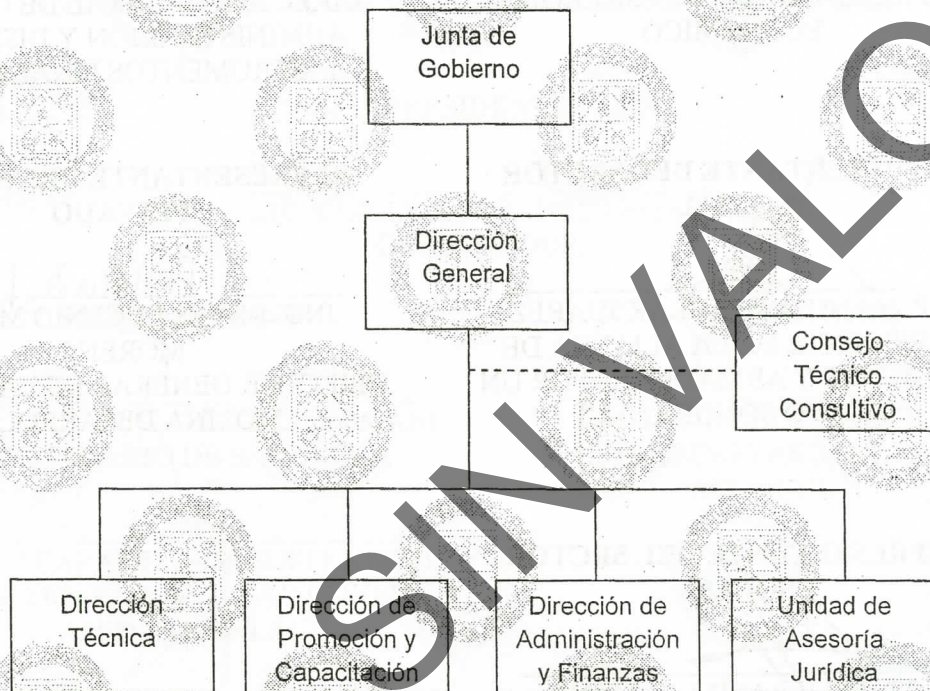 Junta de
Gobierno
Dirección
General
Consejo
Técnico
Consultivo
Dirección
Técnica
Dirección de
Promoción y
Capacitación
Dirección de
Administración
y Finanzas
Unidad de
Asesoría
Jurídica
SIN VALO